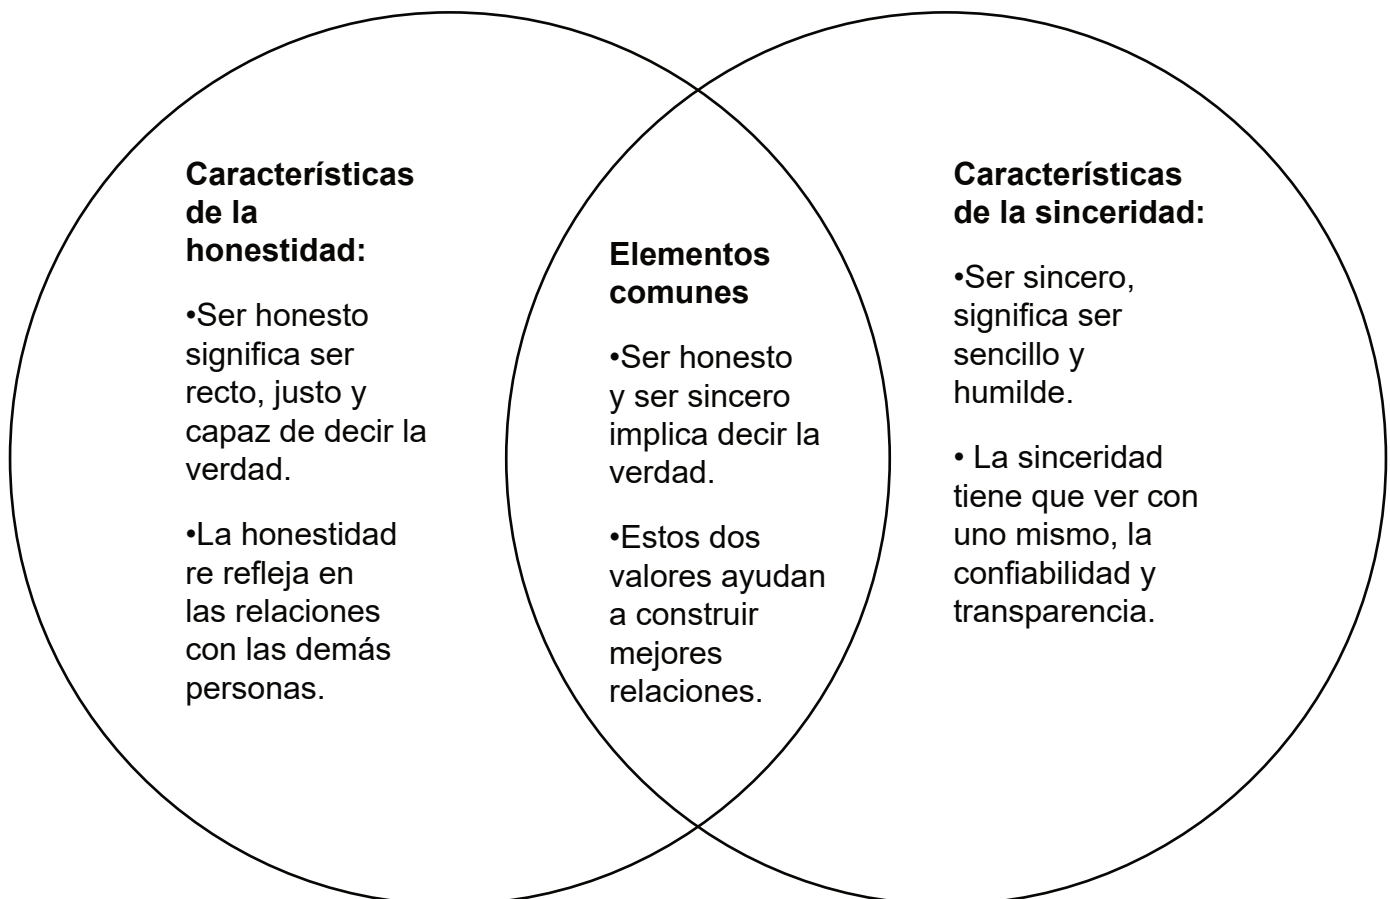 Características
de la
honestidad:
•Ser honesto
significa ser
recto, justo y
capaz de decir la
verdad.
•La honestidad
re refleja en
las relaciones
con las demás
personas.
Elementos
comunes
•Ser honesto
y ser sincero
implica decir la
verdad.
•Estos dos
valores ayudan
a construir
mejores
relaciones.
Características
de la sinceridad:
•Ser sincero,
significa ser
sencillo y
humilde.
• La sinceridad
tiene que ver con
uno mismo, la
confiabilidad y
transparencia.